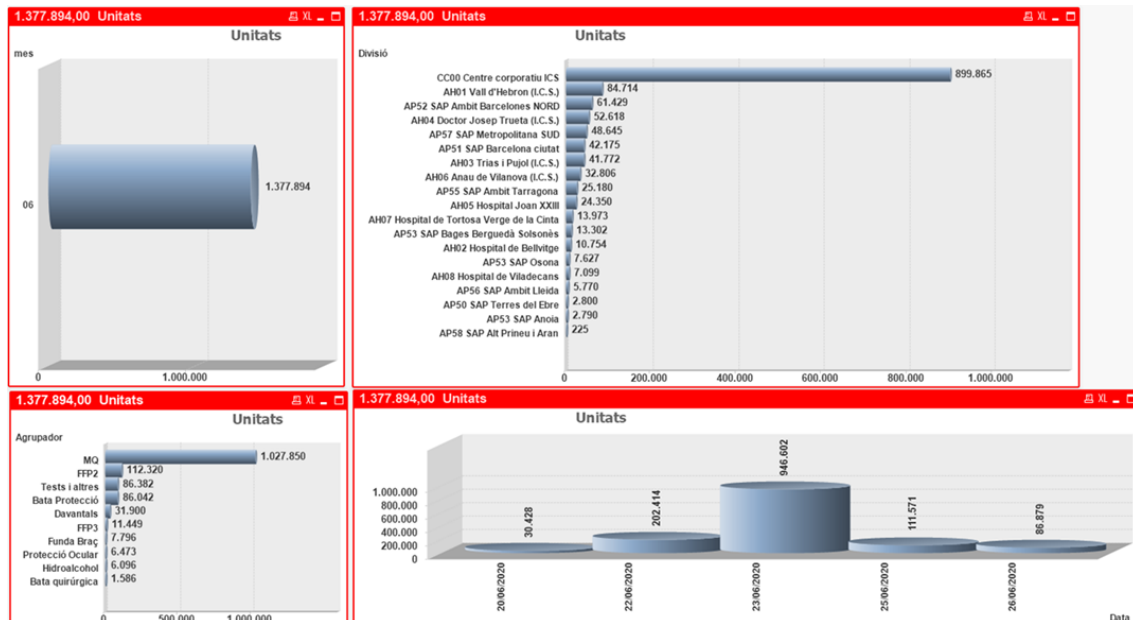 1.377.894,00 Unitats XL
Unitats
mes
06
1.377.894
0 1.000.000
1.377.894,00 Unitats XL
Unitats
Divisió
CC00 Centre corporatiu ICS 899.865
AH01 Vall d'Hebron (I.C.S.) 84.714
AP52 SAP Ambit Barcelones NORD 61.429
AH04 Doctor Josep Trueta (I.C.S.) 52.618
AP57 SAP Metropolitana SUD 48.645
AP51 SAP Barcelona ciutat 42.175
AH03 Trias i Pujol (I.C.S.) 41.772
AH06 Anau de Vilanova (I.C.S.) 32.806
AP55 SAP Ambit Tarragona 25.180
AH05 Hospital Joan XXIII 24.350
AH07 Hospital de Tortosa Verge de la Cinta 13.973
AP53 SAP Bages Berguedà Solsonès 13.302
AH02 Hospital de Bellvitge 10.754
AP53 SAP Osona 7.627
AH08 Hospital de Viladecans 7.099
AP56 SAP Ambit Lleida 5.770
AP50 SAP Terres del Ebre 2.800
AP53 SAP Anoia 2.790
AP58 SAP Alt Prineu i Aran 225
0 200.000 400.000 600.000 800.000 1.000.000
1.377.894,00 Unitats XL
Unitats
Agrupador
MQ 1.027.850
FFP2 112.320
Tests i altres 86.382
Bata Protecció 86.042
Davantals 31.900
FFP3 11.449
Funda Braç 7.796
Protecció Ocular 6.473
Hidroalcohol 6.096
Bata quirúrgica 1.586
0 500.000 1.000.000
1.377.894,00 Unitats XL
Unitats
1.000.000
800.000
600.000
400.000
200.000
0
30.428
202.414
946.602
111.571
86.879
20/06/2020
22/06/2020
23/06/2020
25/06/2020
26/06/2020
Data